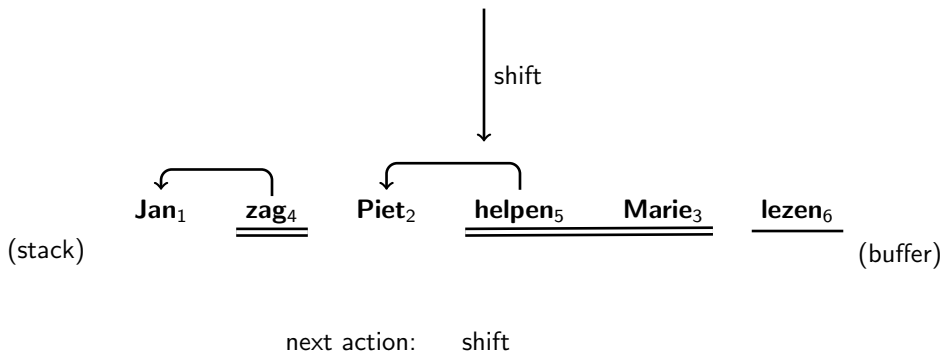 shift
Jan₁ zag₄ Piet₂ helpen₅ Marie₃ lezen₆
(stack) (buffer)
next action: shift